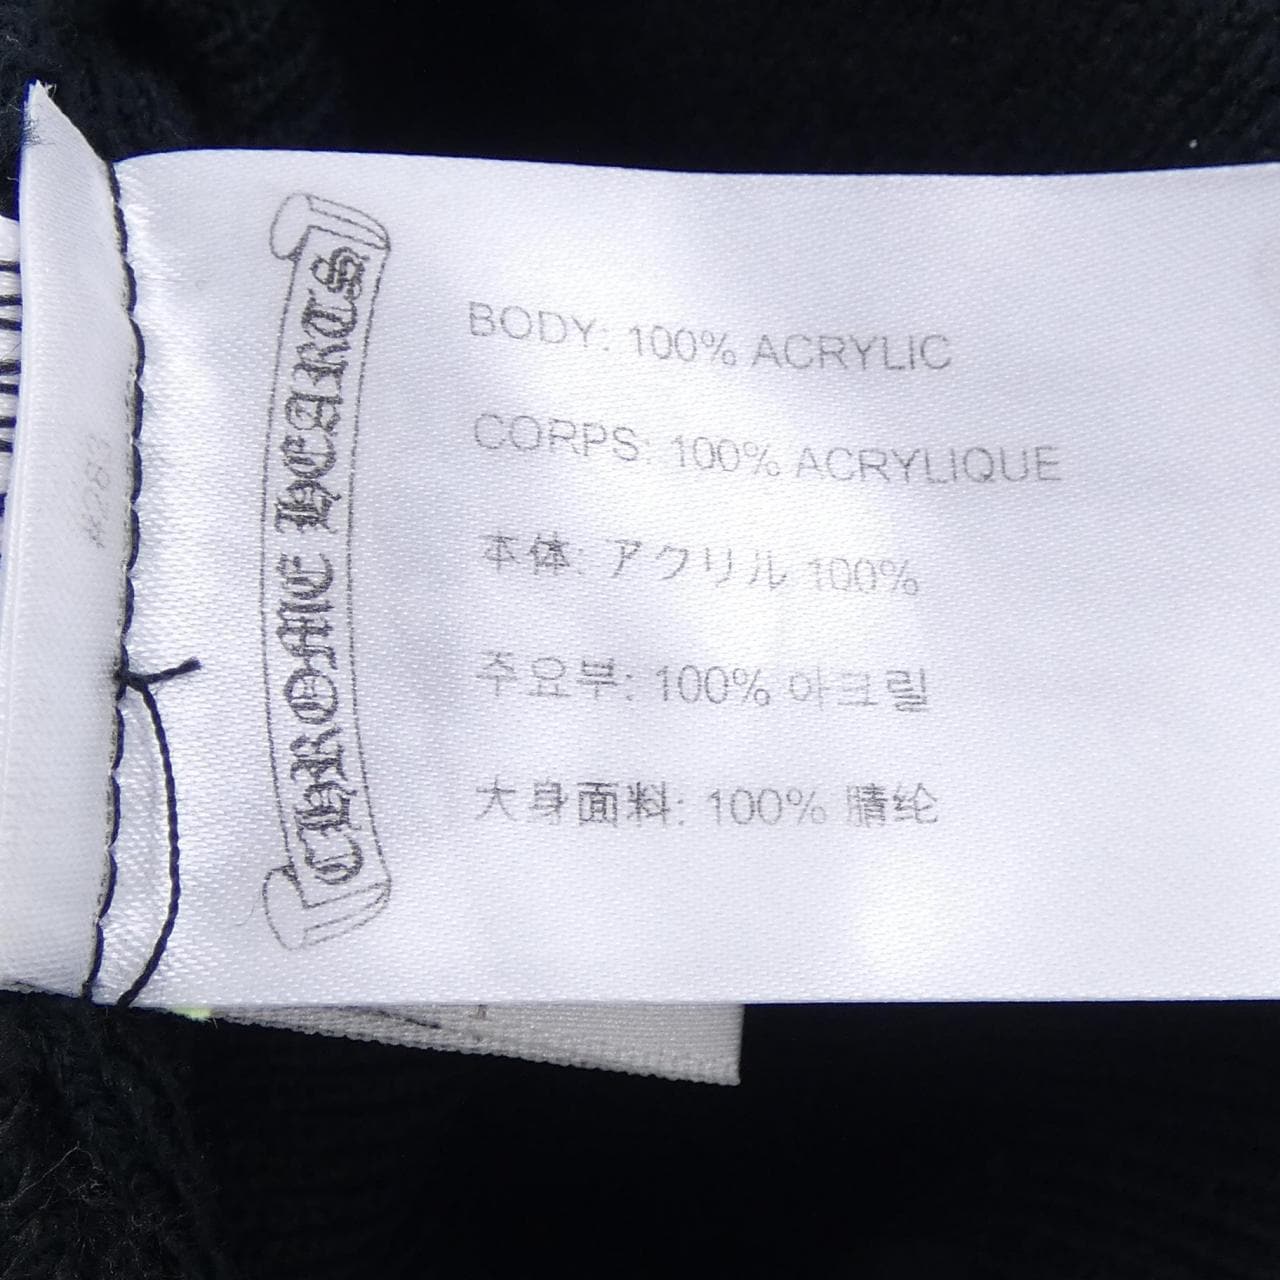 CHROME HEARTS
BODY: 100% ACRYLIC
CORPS: 100% ACRYLIQUE
本体: アクリル 100%
주요부: 100% 아크릴
大身面料: 100% 腈纶